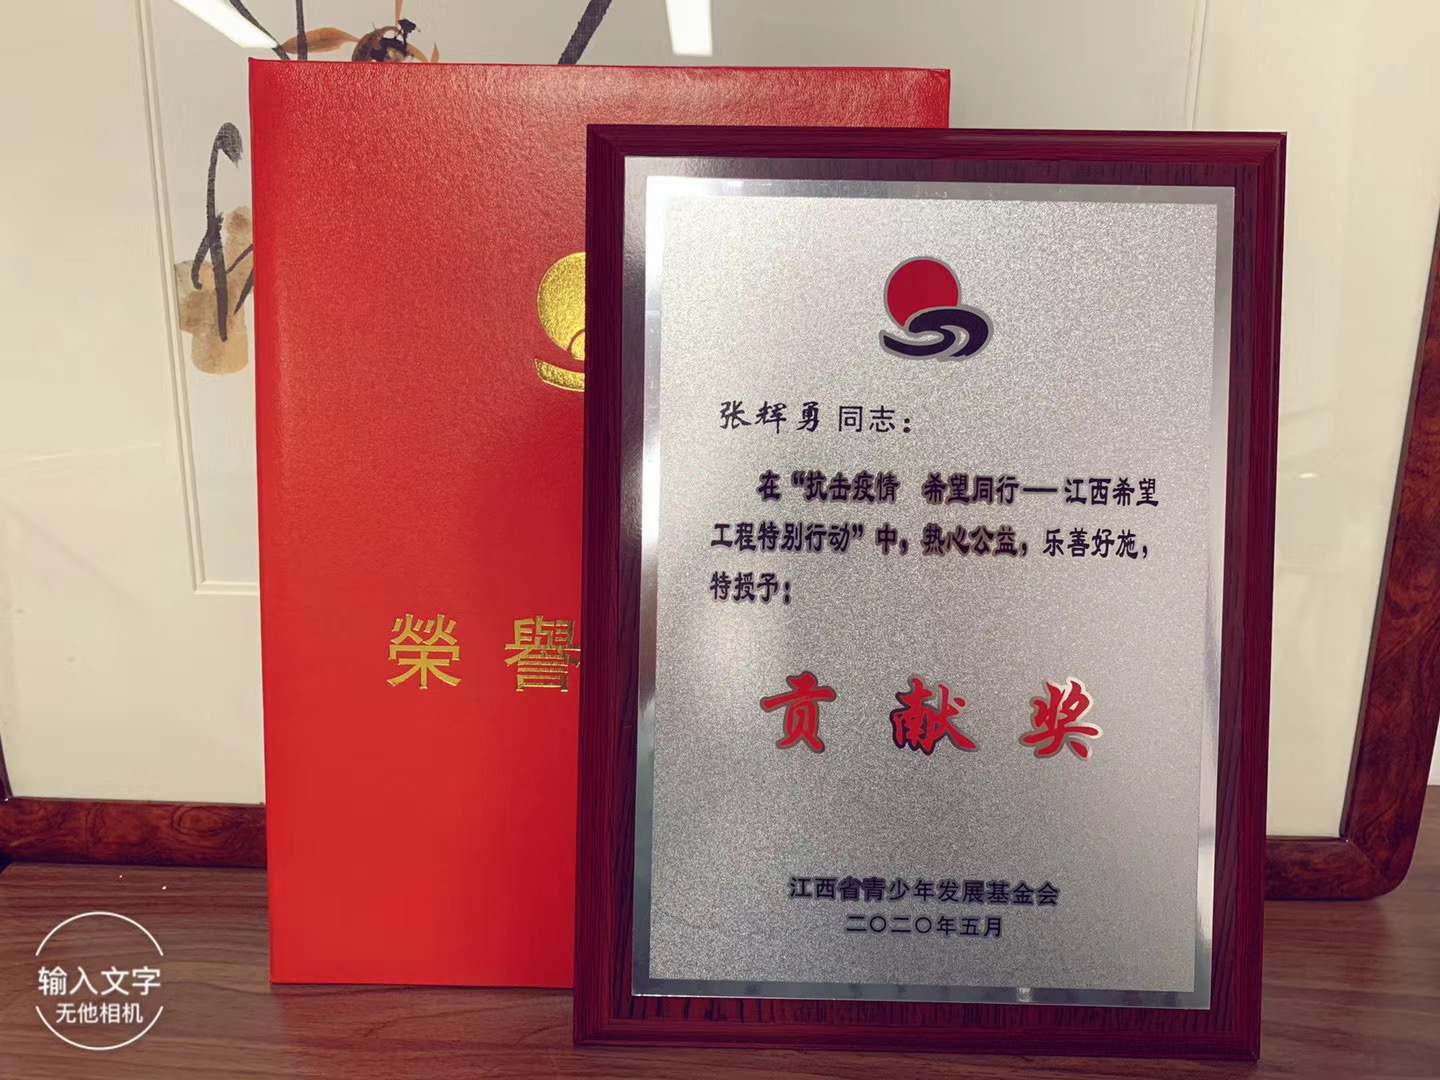 榮譽
张辉勇同志：
在“抗击疫情 希望同行——江西希望
工程特别行动”中，热心公益，乐善好施，
特授予：
贡献奖
江西省青少年发展基金会
二〇二〇年五月
输入文字
无他相机